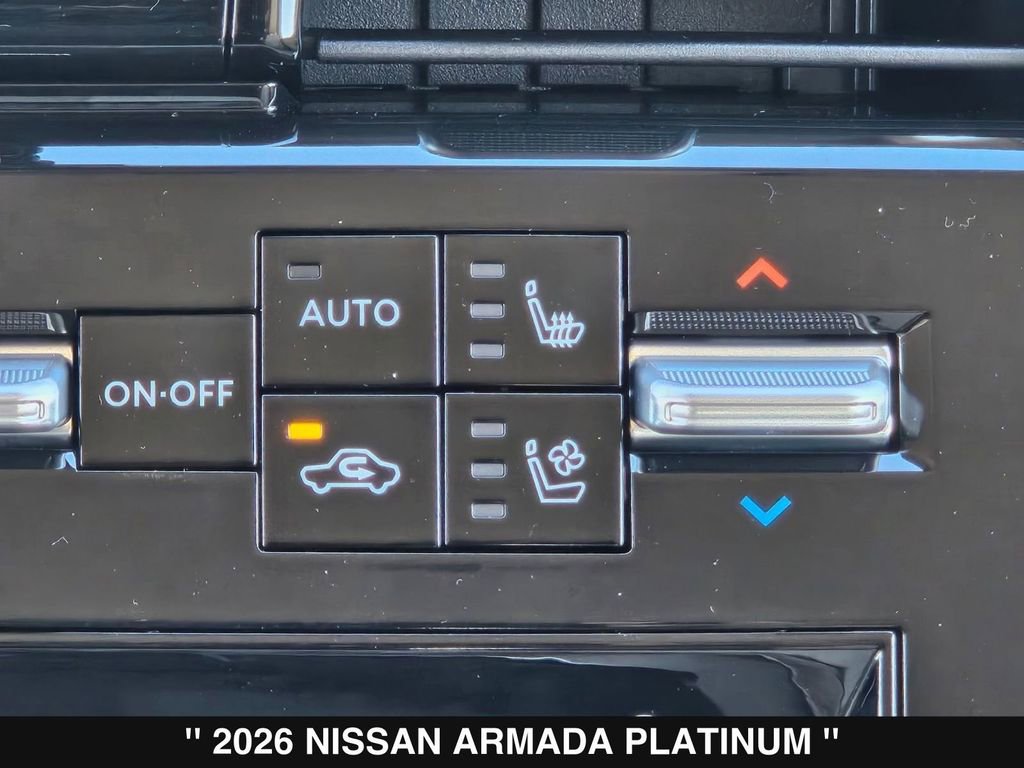 AUTO
ON·OFF
" 2026 NISSAN ARMADA PLATINUM "